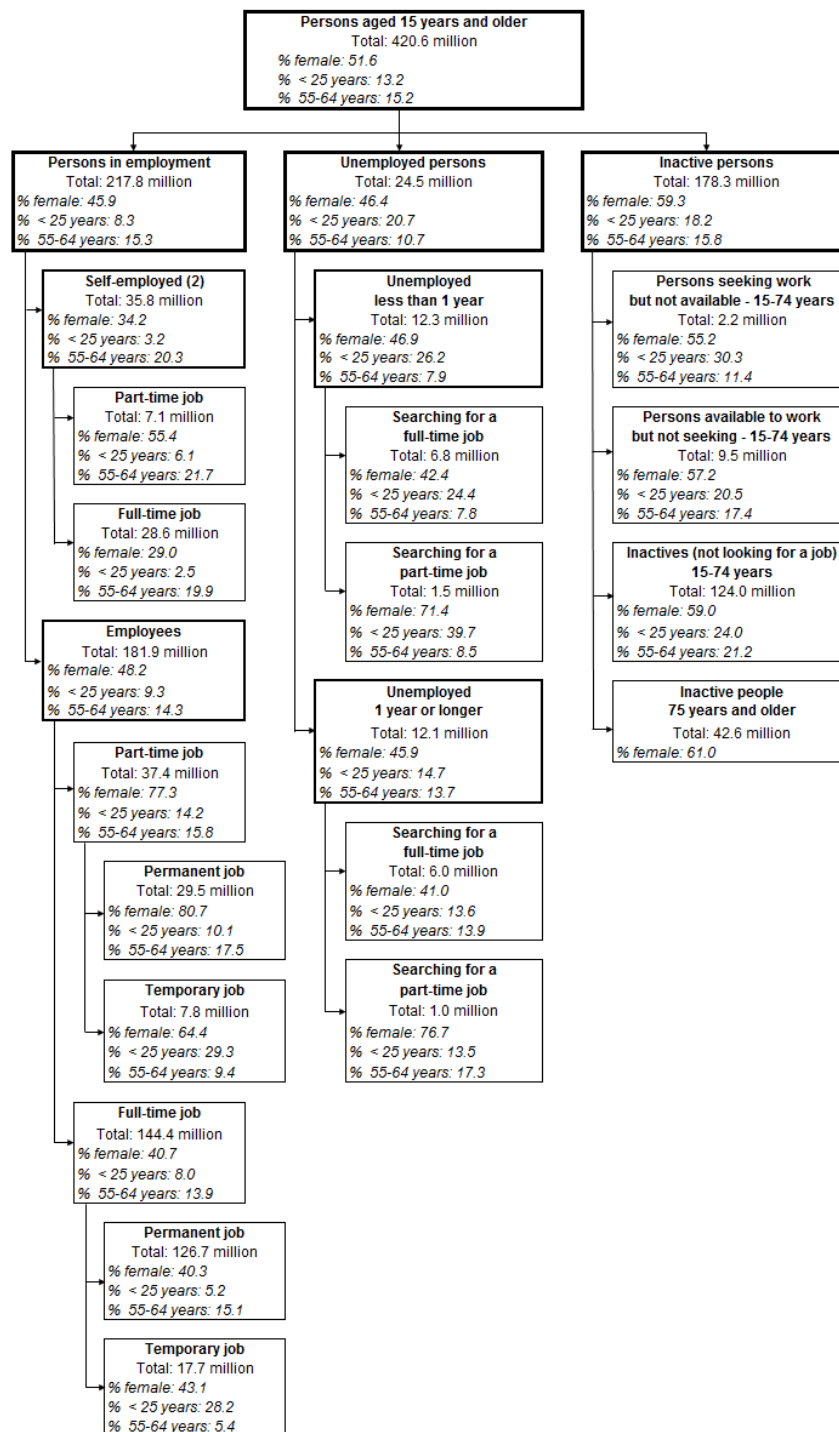 Persons aged 15 years and older
Total: 420.6 million
% female: 51.6
% < 25 years: 13.2
% 55-64 years: 15.2
Persons in employment
Total: 217.8 million
% female: 45.9
% < 25 years: 8.3
% 55-64 years: 15.3
Self-employed (2)
Total: 35.8 million
% female: 34.2
% < 25 years: 3.2
% 55-64 years: 20.3
Part-time job
Total: 7.1 million
% female: 55.4
% < 25 years: 6.1
% 55-64 years: 21.7
Full-time job
Total: 28.6 million
% female: 29.0
% < 25 years: 2.5
% 55-64 years: 19.9
Employees
Total: 181.9 million
% female: 48.2
% < 25 years: 9.3
% 55-64 years: 14.3
Part-time job
Total: 37.4 million
% female: 77.3
% < 25 years: 14.2
% 55-64 years: 15.8
Permanent job
Total: 29.5 million
% female: 80.7
% < 25 years: 10.1
% 55-64 years: 17.5
Temporary job
Total: 7.8 million
% female: 64.4
% < 25 years: 29.3
% 55-64 years: 9.4
Full-time job
Total: 144.4 million
% female: 40.7
% < 25 years: 8.0
% 55-64 years: 13.9
Permanent job
Total: 126.7 million
% female: 40.3
% < 25 years: 5.2
% 55-64 years: 15.1
Temporary job
Total: 17.7 million
% female: 43.1
% < 25 years: 28.2
% 55-64 years: 5.4
Unemployed persons
Total: 24.5 million
% female: 46.4
% < 25 years: 20.7
% 55-64 years: 10.7
Unemployed
less than 1 year
Total: 12.3 million
% female: 46.9
% < 25 years: 26.2
% 55-64 years: 7.9
Searching for a
full-time job
Total: 6.8 million
% female: 42.4
% < 25 years: 24.4
% 55-64 years: 7.8
Searching for a
part-time job
Total: 1.5 million
% female: 71.4
% < 25 years: 39.7
% 55-64 years: 8.5
Unemployed
1 year or longer
Total: 12.1 million
% female: 45.9
% < 25 years: 14.7
% 55-64 years: 13.7
Searching for a
full-time job
Total: 6.0 million
% female: 41.0
% < 25 years: 13.6
% 55-64 years: 13.9
Searching for a
part-time job
Total: 1.0 million
% female: 76.7
% < 25 years: 13.5
% 55-64 years: 17.3
Inactive persons
Total: 178.3 million
% female: 59.3
% < 25 years: 18.2
% 55-64 years: 15.8
Persons seeking work
but not available - 15-74 years
Total: 2.2 million
% female: 55.2
% < 25 years: 30.3
% 55-64 years: 11.4
Persons available to work
but not seeking - 15-74 years
Total: 9.5 million
% female: 57.2
% < 25 years: 20.5
% 55-64 years: 17.4
Inactives (not looking for a job)
15-74 years
Total: 124.0 million
% female: 59.0
% < 25 years: 24.0
% 55-64 years: 21.2
Inactive people
75 years and older
Total: 42.6 million
% female: 61.0